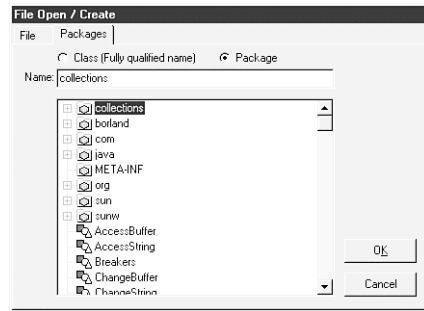 File Open / Create
File Packages
Class (Fully qualified name) Package
Name: collections
collections
borland
com
java
META-INF
org
sun
sunw
AccessBuffer
AccessString
Breakers
ChangeBuffer
ChangeString
OK
Cancel